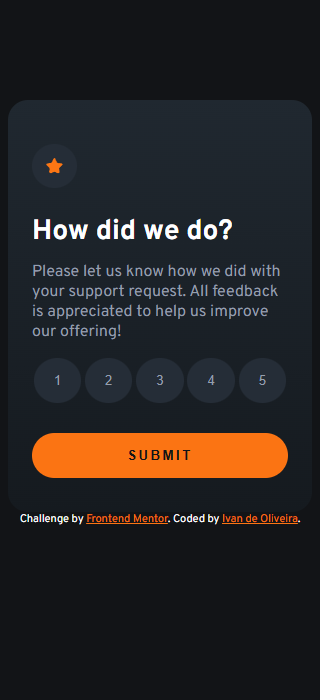 How did we do?
Please let us know how we did with
your support request. All feedback
is appreciated to help us improve
our offering!
1 2 3 4 5
SUBMIT
Challenge by Frontend Mentor. Coded by Ivan de Oliveira.